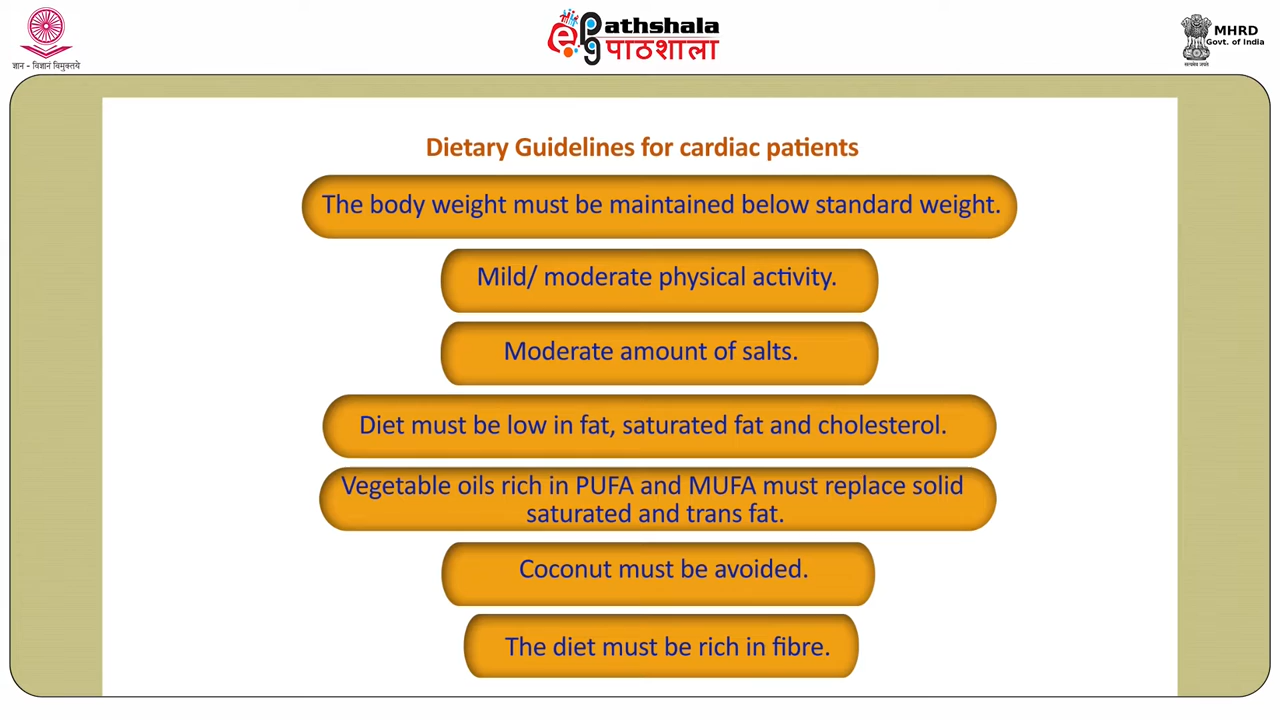 ज्ञान - विज्ञानं विमुक्तये
e Pathshala
पाठशाला
MHRD
Govt. of India
सत्यमेव जयते
Dietary Guidelines for cardiac patients
The body weight must be maintained below standard weight.
Mild/ moderate physical activity.
Moderate amount of salts.
Diet must be low in fat, saturated fat and cholesterol.
Vegetable oils rich in PUFA and MUFA must replace solid
saturated and trans fat.
Coconut must be avoided.
The diet must be rich in fibre.